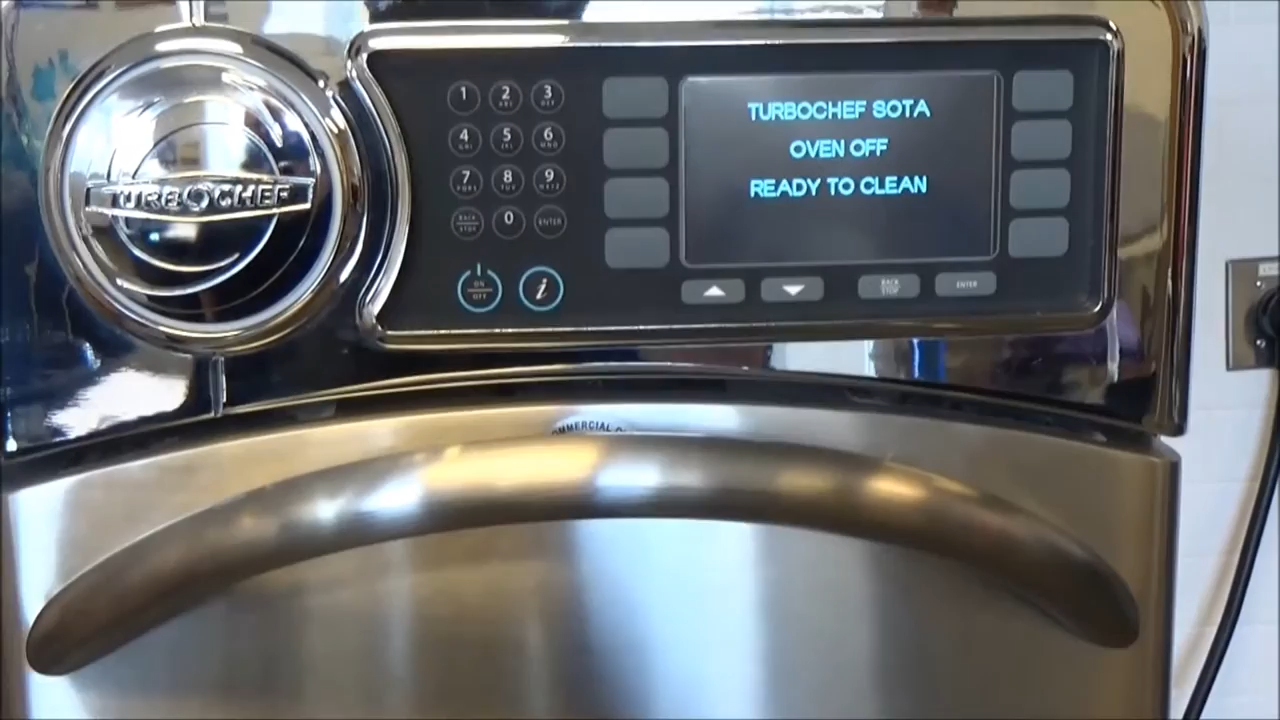 TURBOCHEF
1 2 3
ABC DEF
4 5 6
GHI JKL MNO
7 8 9
PQRS TUV WXYZ
BACK STOP 0 ENTER
ON OFF i
TURBOCHEF SOTA
OVEN OFF
READY TO CLEAN
BACK STOP ENTER
MMERCIAL